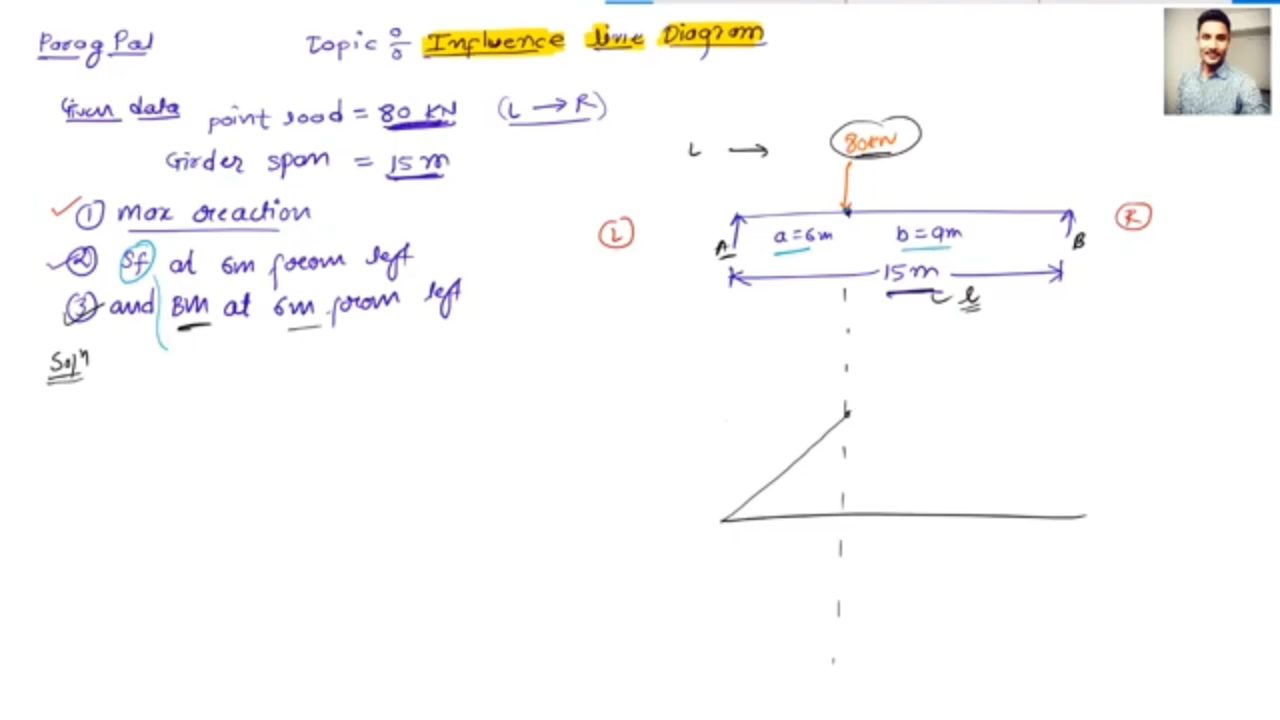 Parag Pal
Topic : Influence line Diagram
Given data point load = 80 KN (L → R)
Girder span = 15 m
① max reaction
② Sf at 6m from left
③ and BM at 6m from left
Solⁿ
L → 80KN
L
R
A a=6m b=9m B
15m
l